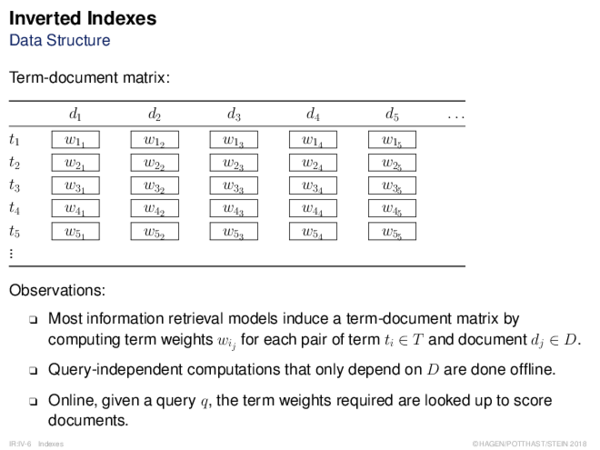 Inverted Indexes
Data Structure
Term-document matrix:
d₁ d₂ d₃ d₄ d₅ ...
t₁ w₁₁ w₁₂ w₁₃ w₁₄ w₁₅
t₂ w₂₁ w₂₂ w₂₃ w₂₄ w₂₅
t₃ w₃₁ w₃₂ w₃₃ w₃₄ w₃₅
t₄ w₄₁ w₄₂ w₄₃ w₄₄ w₄₅
t₅ w₅₁ w₅₂ w₅₃ w₅₄ w₅₅
⋮
Observations:
❑ Most information retrieval models induce a term-document matrix by
computing term weights wᵢⱼ for each pair of term tᵢ ∈ T and document dⱼ ∈ D.
❑ Query-independent computations that only depend on D are done offline.
❑ Online, given a query q, the term weights required are looked up to score
documents.
IR:IV-6 Indexes ©HAGEN/POTTHAST/STEIN 2018